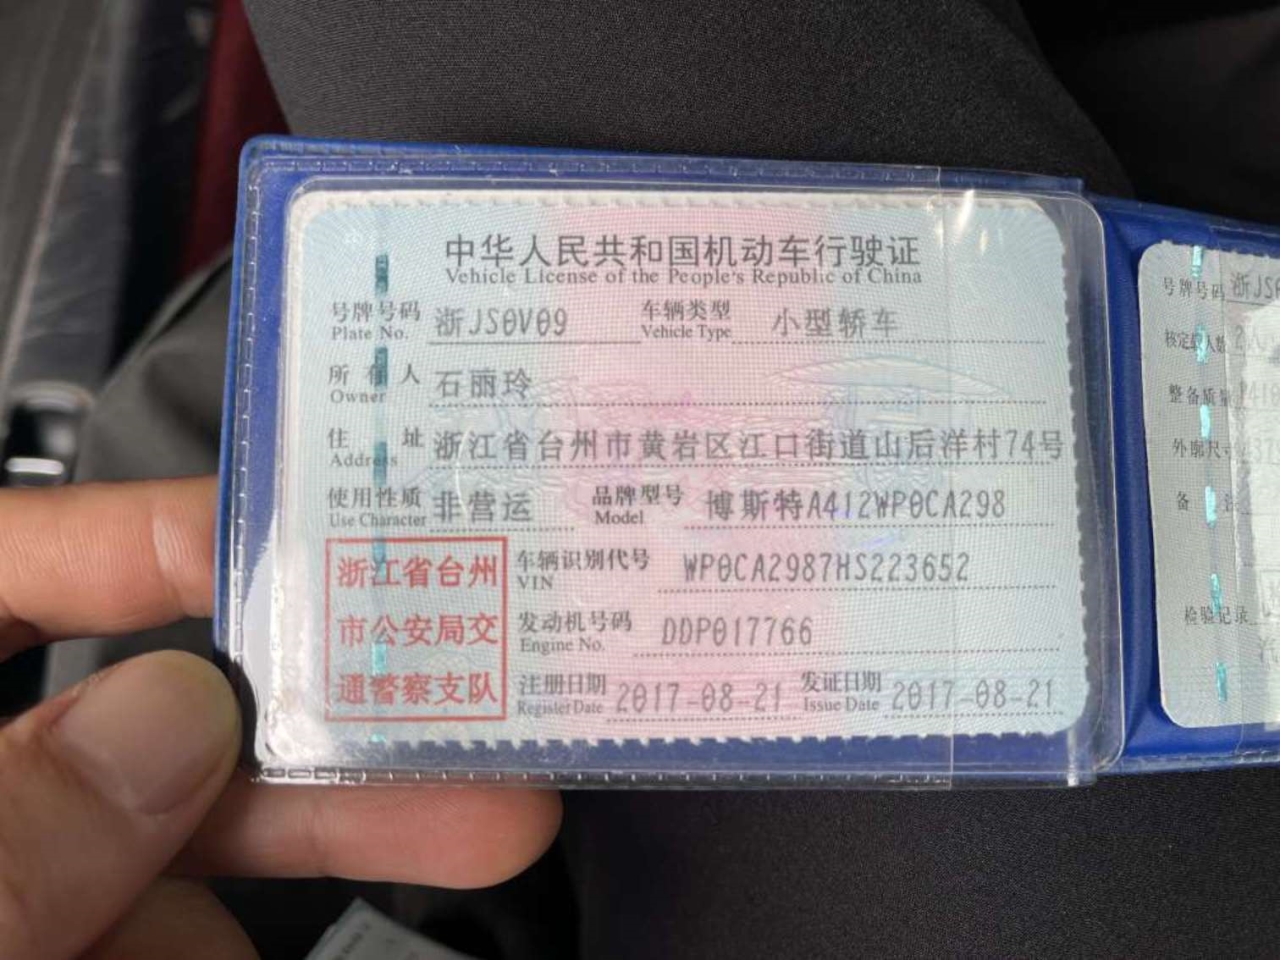 中华人民共和国机动车行驶证
Vehicle License of the People's Republic of China
号牌号码 浙JS0V09 车辆类型 小型轿车
Plate No. Vehicle Type
所有人 石丽玲
Owner
住址 浙江省台州市黄岩区江口街道山后洋村74号
Address
使用性质 非营运 品牌型号 博斯特A412WP0CA298
Use Character Model
浙江省台州
市公安局交
通警察支队
车辆识别代号 WP0CA2987HS223652
VIN
发动机号码 DDP017766
Engine No.
注册日期 2017-08-21 发证日期 2017-08-21
Register Date Issue Date
号牌号码 浙JS
核定载人数
整备质量
外廓尺寸
备注
检验记录